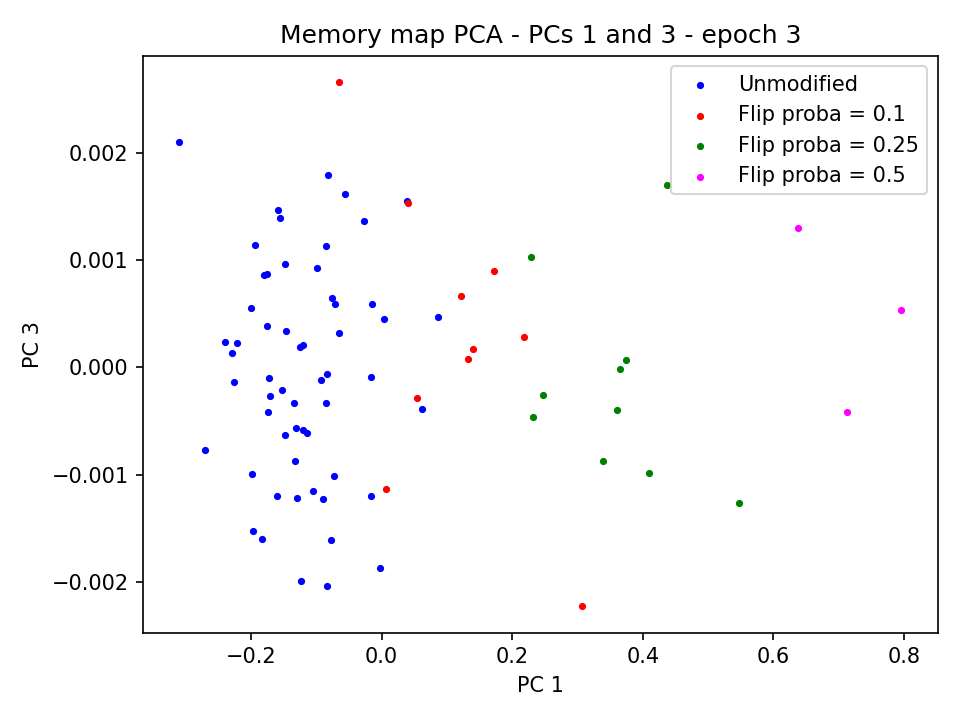 Memory map PCA - PCs 1 and 3 - epoch 3
Unmodified
Flip proba = 0.1
Flip proba = 0.25
Flip proba = 0.5
0.002
0.001
0.000
−0.001
−0.002
PC 3
−0.2
0.0
0.2
0.4
0.6
0.8
PC 1